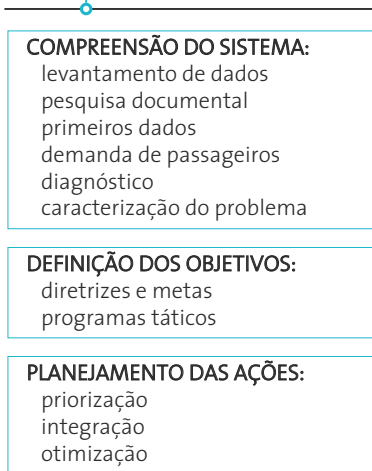 COMPREENSÃO DO SISTEMA:
levantamento de dados
pesquisa documental
primeiros dados
demanda de passageiros
diagnóstico
caracterização do problema
DEFINIÇÃO DOS OBJETIVOS:
diretrizes e metas
programas táticos
PLANEJAMENTO DAS AÇÕES:
priorização
integração
otimização